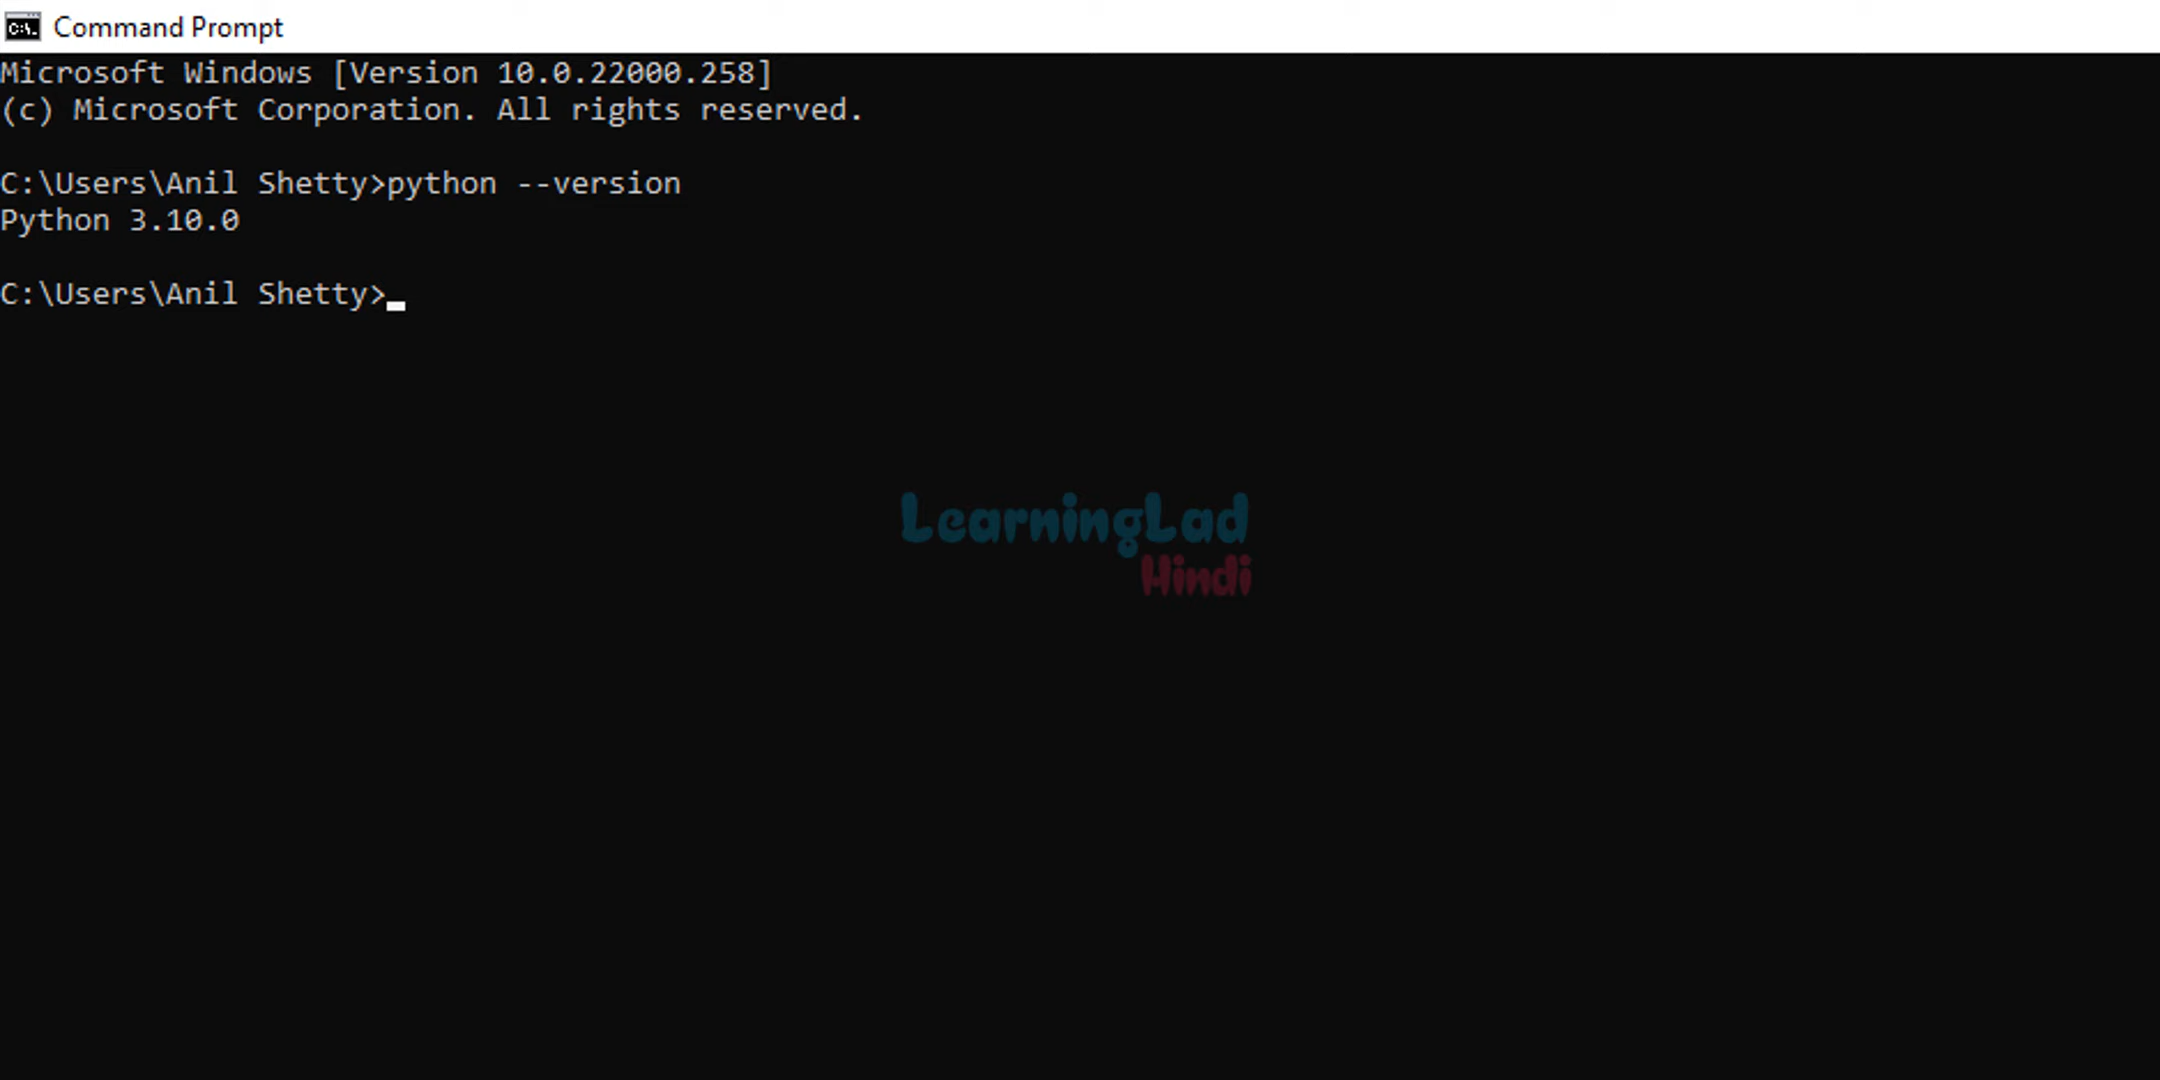 Command Prompt
Microsoft Windows [Version 10.0.22000.258]
(c) Microsoft Corporation. All rights reserved.
C:\Users\Anil Shetty>python --version
Python 3.10.0
C:\Users\Anil Shetty>
LearningLad
Hindi